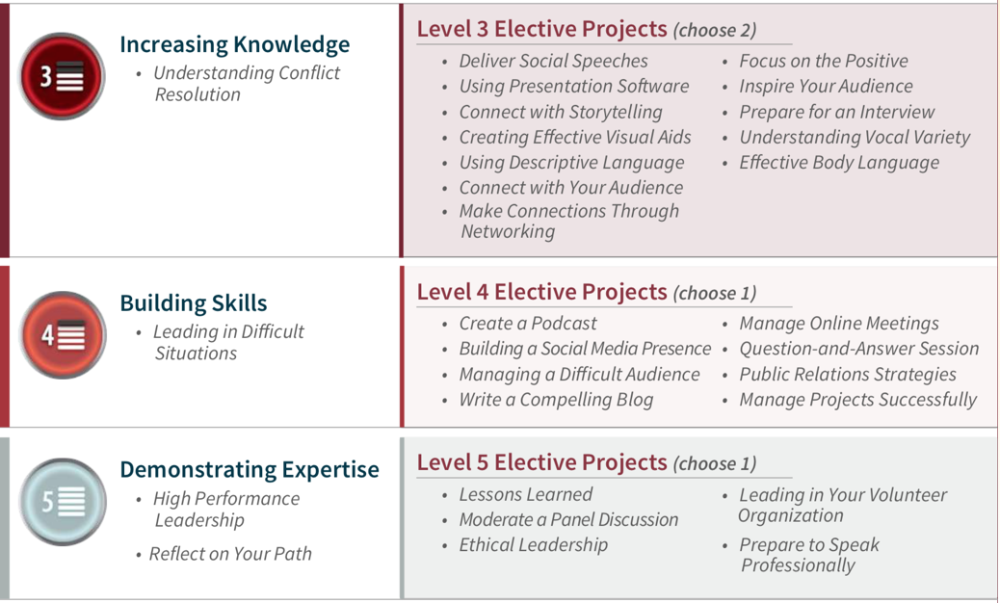 3
Increasing Knowledge
• Understanding Conflict
Resolution
Level 3 Elective Projects (choose 2)
• Deliver Social Speeches
• Using Presentation Software
• Connect with Storytelling
• Creating Effective Visual Aids
• Using Descriptive Language
• Connect with Your Audience
• Make Connections Through
Networking
• Focus on the Positive
• Inspire Your Audience
• Prepare for an Interview
• Understanding Vocal Variety
• Effective Body Language
4
Building Skills
• Leading in Difficult
Situations
Level 4 Elective Projects (choose 1)
• Create a Podcast
• Building a Social Media Presence
• Managing a Difficult Audience
• Write a Compelling Blog
• Manage Online Meetings
• Question-and-Answer Session
• Public Relations Strategies
• Manage Projects Successfully
5
Demonstrating Expertise
• High Performance
Leadership
• Reflect on Your Path
Level 5 Elective Projects (choose 1)
• Lessons Learned
• Moderate a Panel Discussion
• Ethical Leadership
• Leading in Your Volunteer
Organization
• Prepare to Speak
Professionally